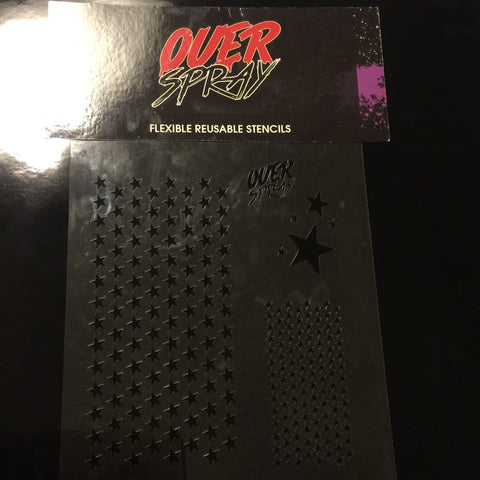 OVER
SPRAY
FLEXIBLE REUSABLE STENCILS
OVER
SPRAY